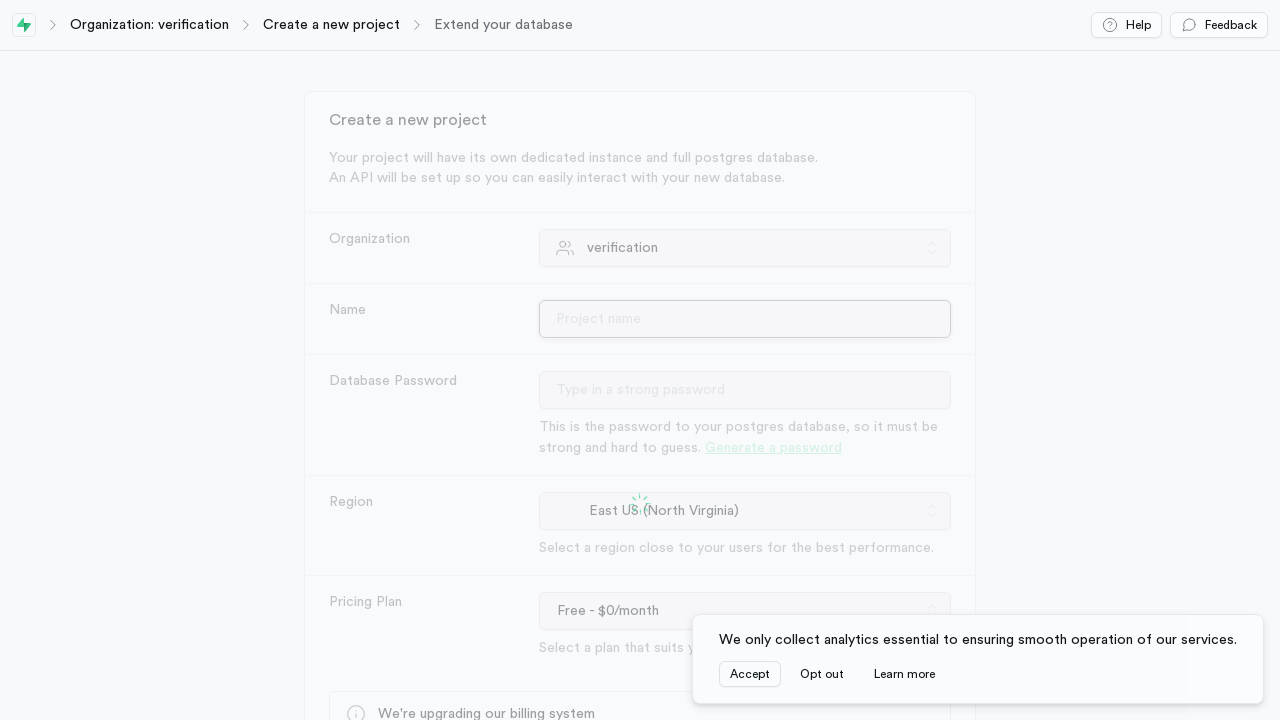 Organization: verification
Create a new project
Extend your database
Help
Feedback
Create a new project
Your project will have its own dedicated instance and full postgres database.
An API will be set up so you can easily interact with your new database.
Organization
verification
Name
Project name
Database Password
Type in a strong password
This is the password to your postgres database, so it must be
strong and hard to guess. Generate a password
Region
East US (North Virginia)
Select a region close to your users for the best performance.
Pricing Plan
Free - $0/month
Select a plan that suits
We only collect analytics essential to ensuring smooth operation of our services.
Accept
Opt out
Learn more
We're upgrading our billing system